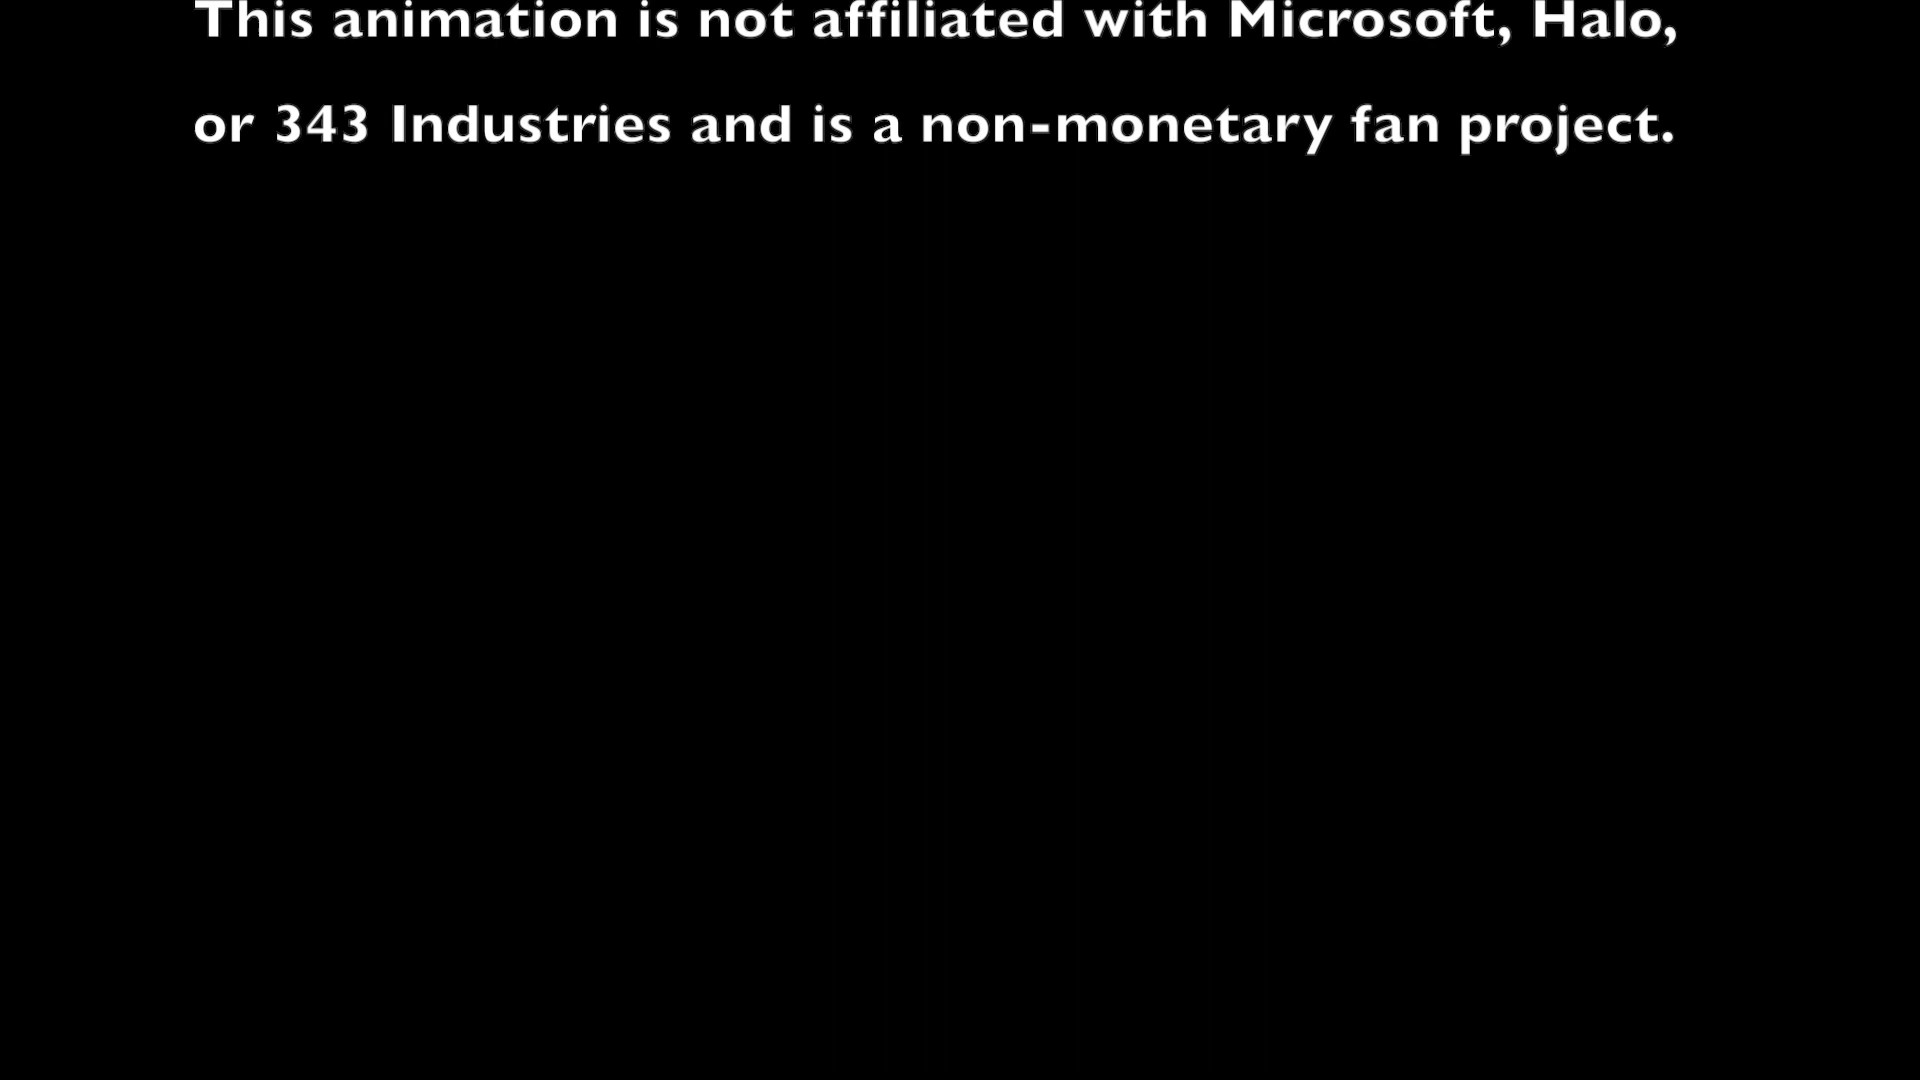 This animation is not affiliated with Microsoft, Halo,
or 343 Industries and is a non-monetary fan project.